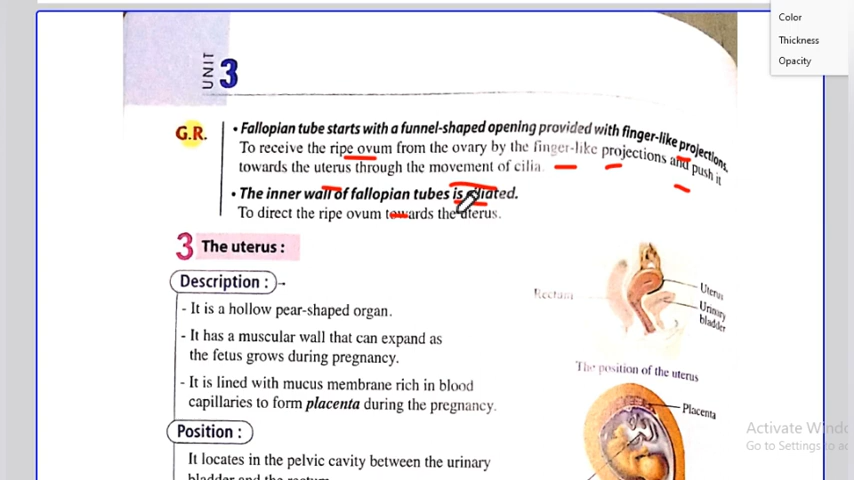 Color
Thickness
Opacity
UNIT 3
G.R.
• Fallopian tube starts with a funnel-shaped opening provided with finger-like projections.
To receive the ripe ovum from the ovary by the finger-like projections and push it
towards the uterus through the movement of cilia.
• The inner wall of fallopian tubes is ciliated.
To direct the ripe ovum towards the uterus.
3 The uterus :
Description :
- It is a hollow pear-shaped organ.
- It has a muscular wall that can expand as
the fetus grows during pregnancy.
- It is lined with mucus membrane rich in blood
capillaries to form placenta during the pregnancy.
Position :
It locates in the pelvic cavity between the urinary
bladder and the rectum.
Rectum
Uterus
Urinary
bladder
The position of the uterus
Placenta
Activate Windo
Go to Settings to ac